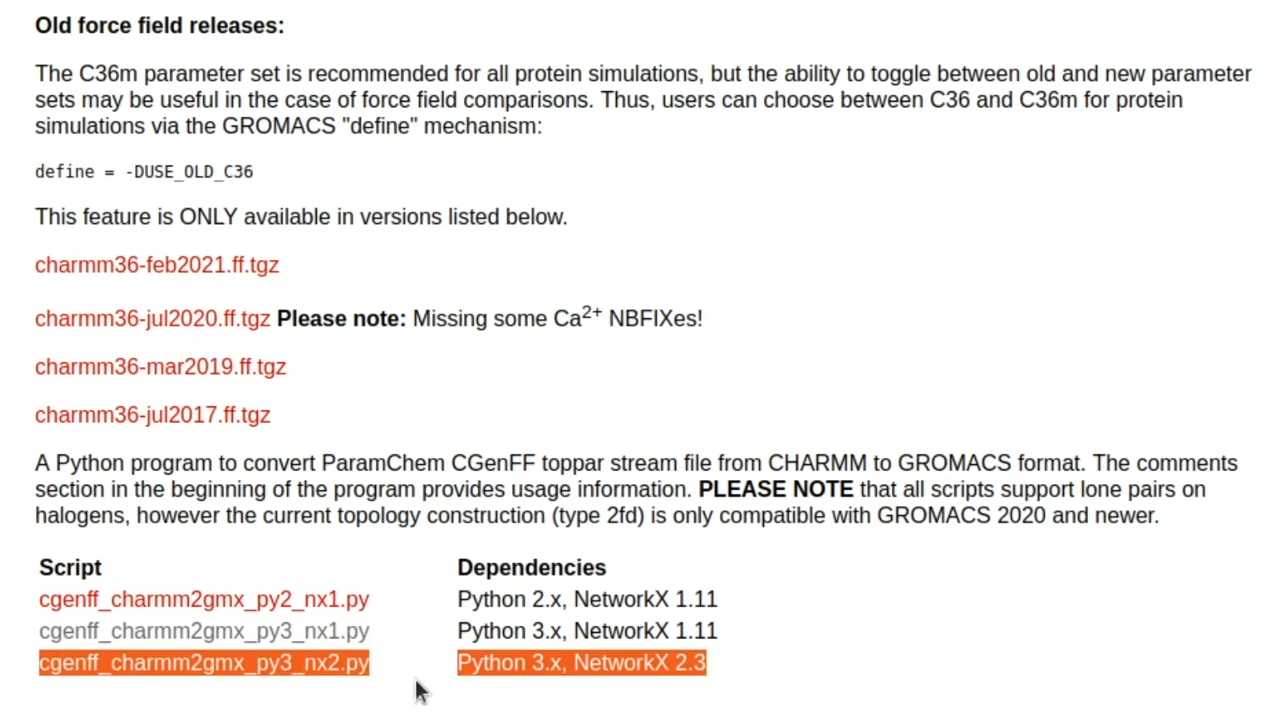 Old force field releases:
The C36m parameter set is recommended for all protein simulations, but the ability to toggle between old and new parameter
sets may be useful in the case of force field comparisons. Thus, users can choose between C36 and C36m for protein
simulations via the GROMACS "define" mechanism:
define = -DUSE_OLD_C36
This feature is ONLY available in versions listed below.
charmm36-feb2021.ff.tgz
charmm36-jul2020.ff.tgz Please note: Missing some Ca2+ NBFIXes!
charmm36-mar2019.ff.tgz
charmm36-jul2017.ff.tgz
A Python program to convert ParamChem CGenFF toppar stream file from CHARMM to GROMACS format. The comments
section in the beginning of the program provides usage information. PLEASE NOTE that all scripts support lone pairs on
halogens, however the current topology construction (type 2fd) is only compatible with GROMACS 2020 and newer.
Script Dependencies
cgenff_charmm2gmx_py2_nx1.py Python 2.x, NetworkX 1.11
cgenff_charmm2gmx_py3_nx1.py Python 3.x, NetworkX 1.11
cgenff_charmm2gmx_py3_nx2.py Python 3.x, NetworkX 2.3